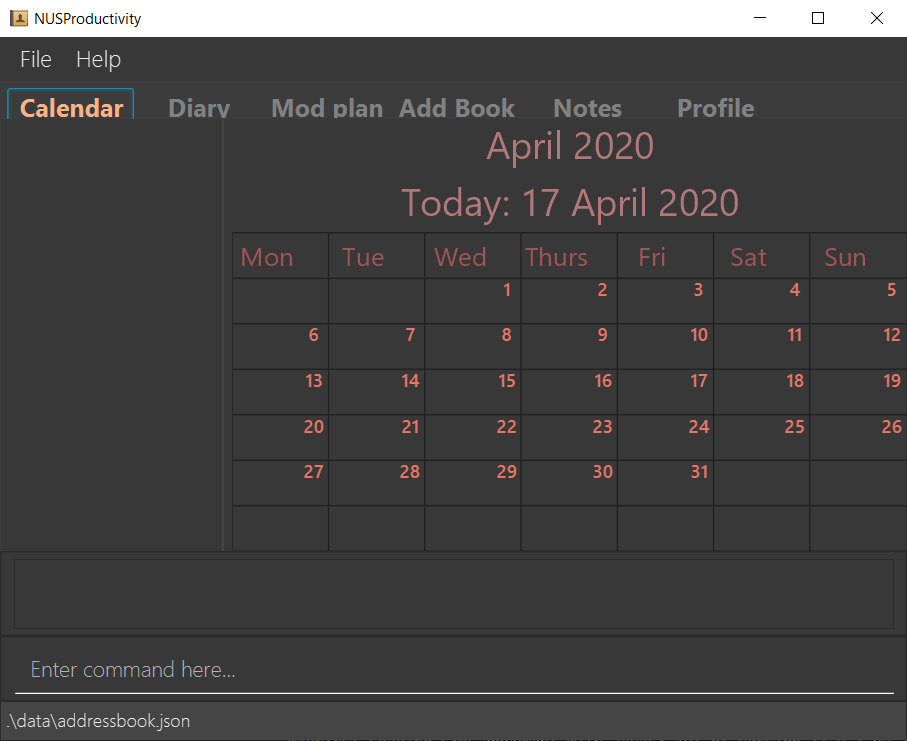 NUSProductivity
File Help
Calendar Diary Mod plan Add Book Notes Profile
April 2020
Today: 17 April 2020
Mon Tue Wed Thurs Fri Sat Sun
1 2 3 4 5
6 7 8 9 10 11 12
13 14 15 16 17 18 19
20 21 22 23 24 25 26
27 28 29 30 31
Enter command here...
.\data\addressbook.json